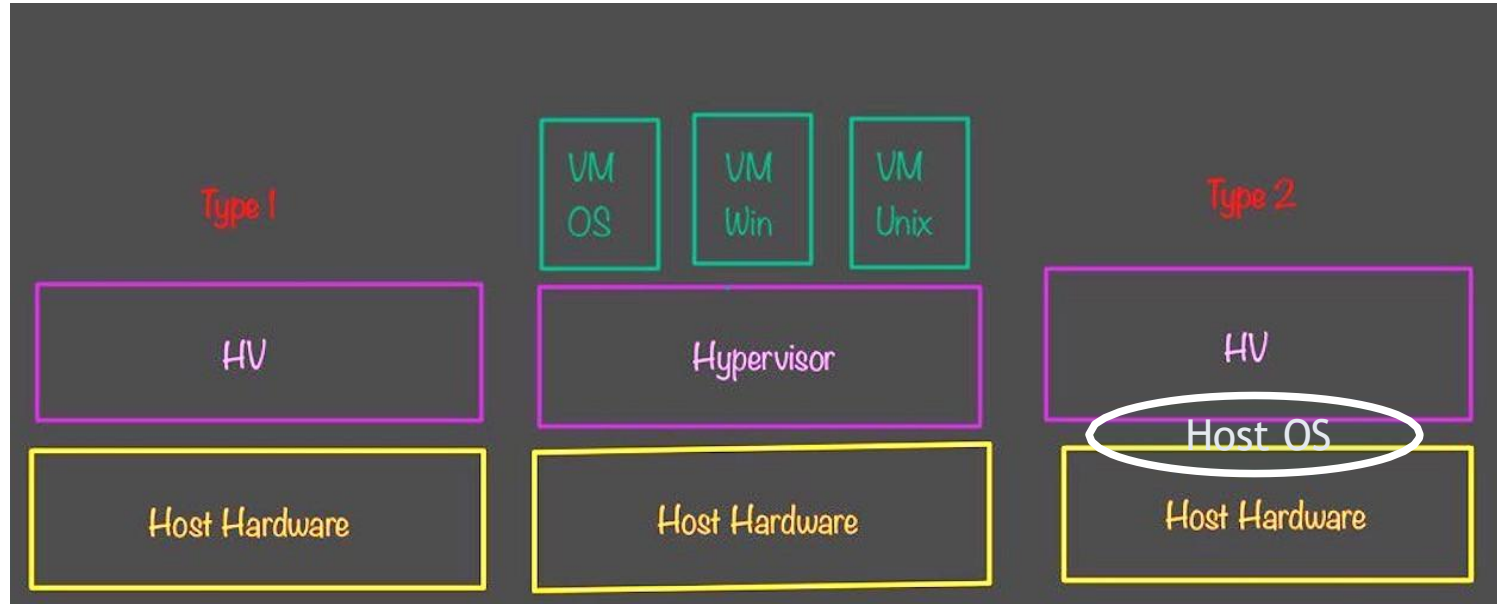 Type 1
HV
Host Hardware
VM
OS
VM
Win
VM
Unix
Hypervisor
Host Hardware
Type 2
HV
Host OS
Host Hardware